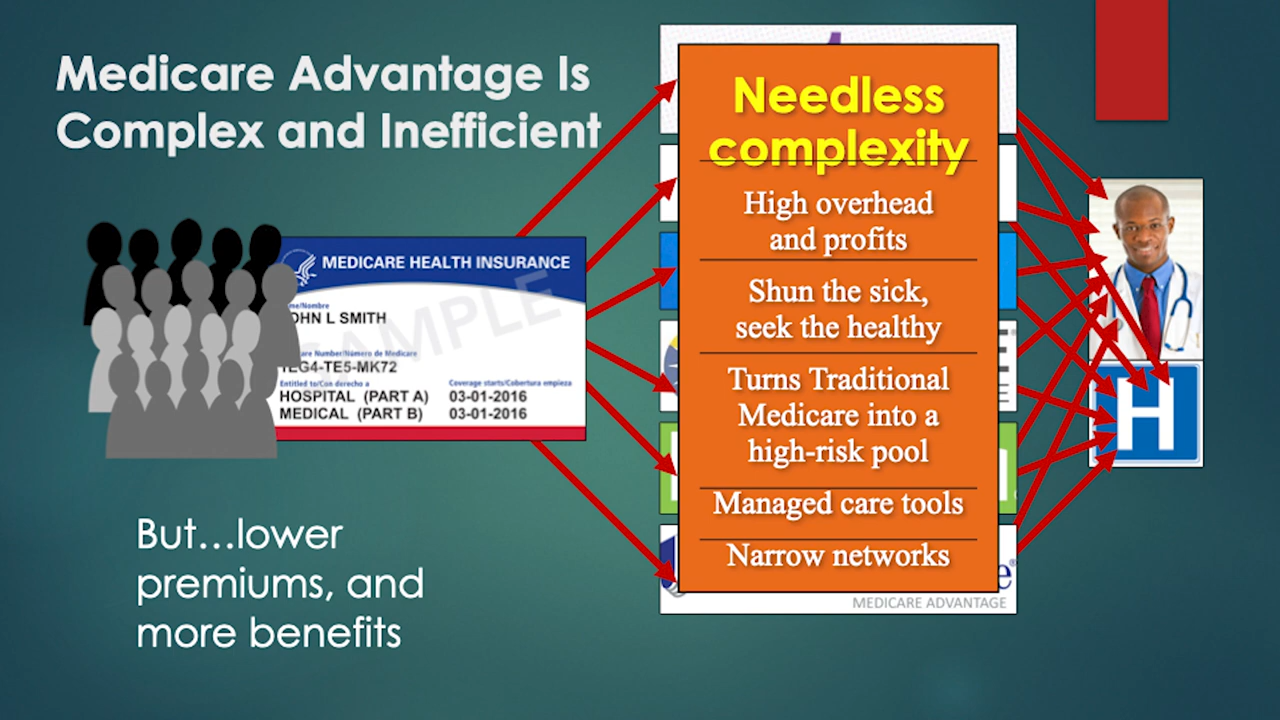 Medicare Advantage Is
Complex and Inefficient
MEDICARE HEALTH INSURANCE
SAMPLE
OHN L SMITH
Medicare Number/Número de Medicare
1EG4-TE5-MK72
Entitled to/Con derecho a
Coverage starts/Cobertura empieza
HOSPITAL (PART A) 03-01-2016
MEDICAL (PART B) 03-01-2016
But...lower
premiums, and
more benefits
Needless
complexity
High overhead
and profits
Shun the sick,
seek the healthy
Turns Traditional
Medicare into a
high-risk pool
Managed care tools
Narrow networks
MEDICARE ADVANTAGE
H